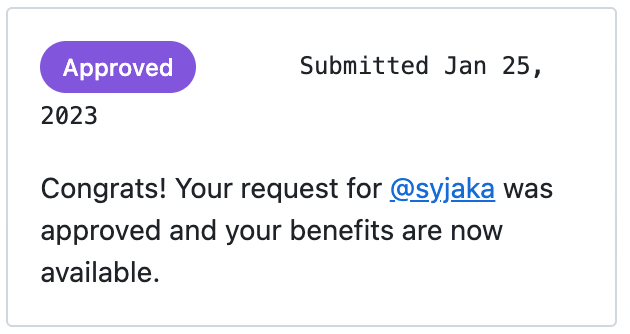 Approved Submitted Jan 25,
2023
Congrats! Your request for @syjaka was
approved and your benefits are now
available.